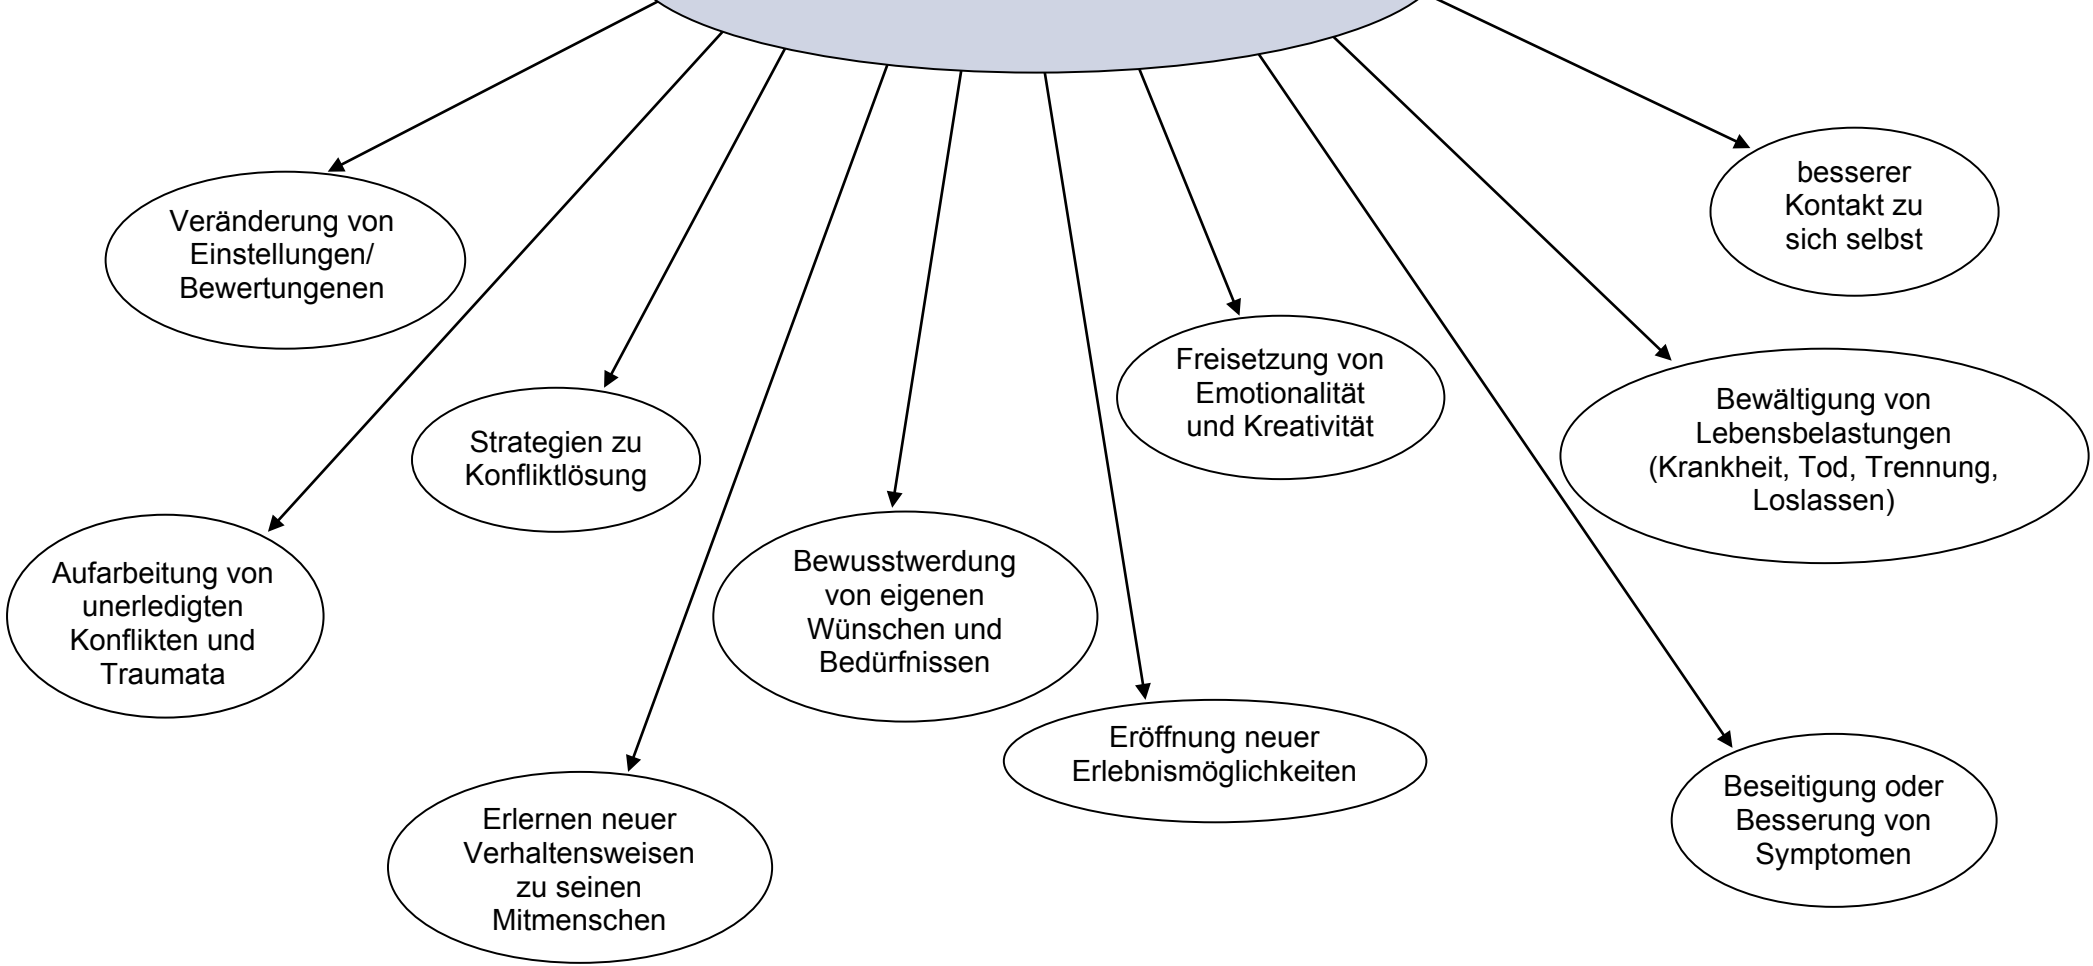 Veränderung von
Einstellungen/
Bewertungenen
besserer
Kontakt zu
sich selbst
Strategien zu
Konfliktlösung
Freisetzung von
Emotionalität
und Kreativität
Bewältigung von
Lebensbelastungen
(Krankheit, Tod, Trennung,
Loslassen)
Aufarbeitung von
unerledigten
Konflikten und
Traumata
Bewusstwerdung
von eigenen
Wünschen und
Bedürfnissen
Eröffnung neuer
Erlebnismöglichkeiten
Erlernen neuer
Verhaltensweisen
zu seinen
Mitmenschen
Beseitigung oder
Besserung von
Symptomen